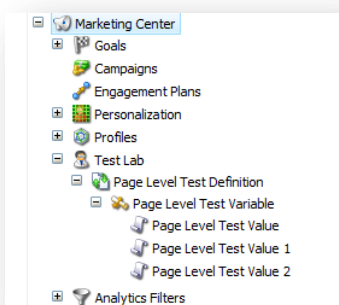 Marketing Center
Goals
Campaigns
Engagement Plans
Personalization
Profiles
Test Lab
Page Level Test Definition
Page Level Test Variable
Page Level Test Value
Page Level Test Value 1
Page Level Test Value 2
Analytics Filters